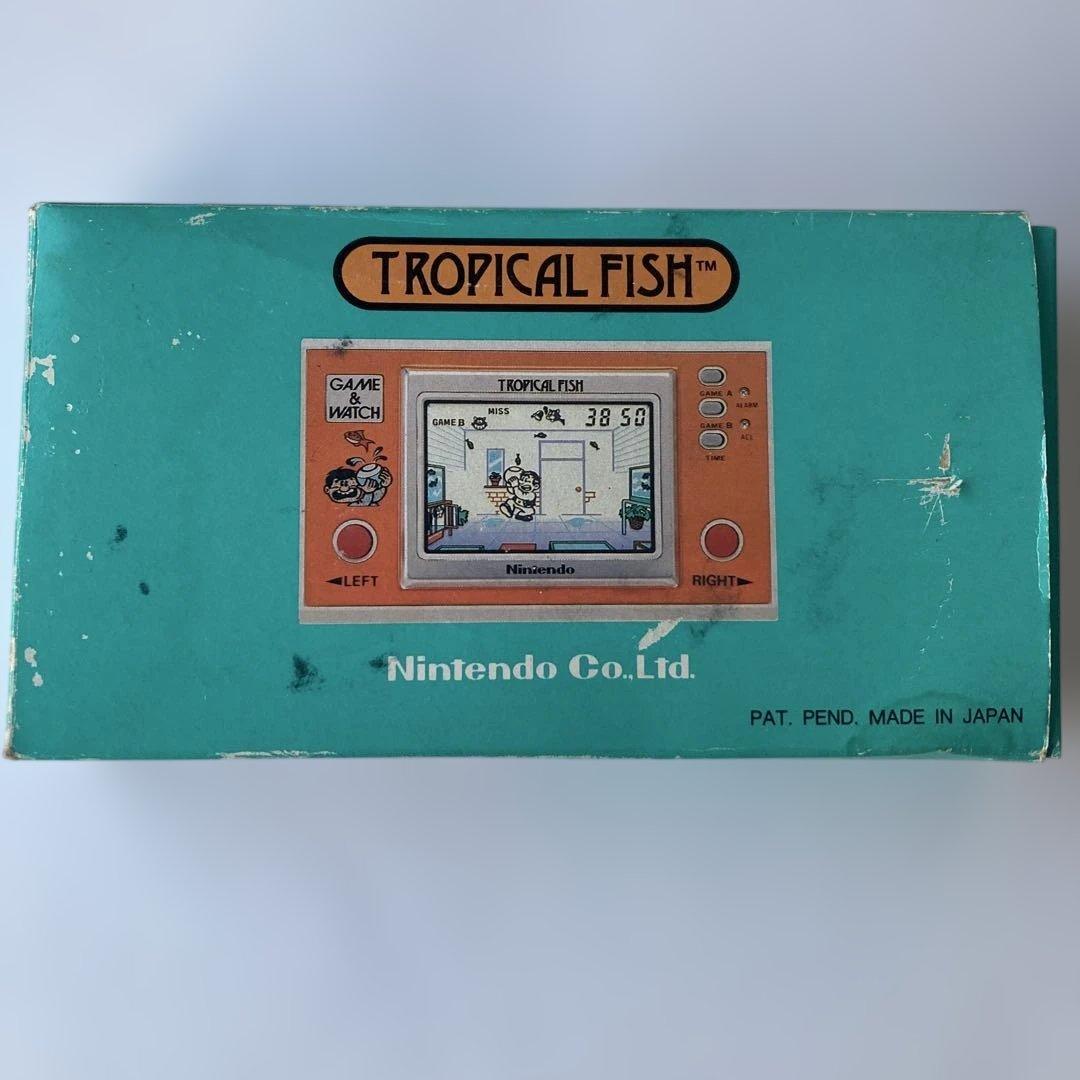 TROPICAL FISH™
GAME
&
WATCH
TROPICAL FISH
GAME B
MISS
38 50
GAME A
ALARM
GAME B
ACL
TIME
◄LEFT
Nintendo
RIGHT►
Nintendo Co.,Ltd.
PAT. PEND. MADE IN JAPAN